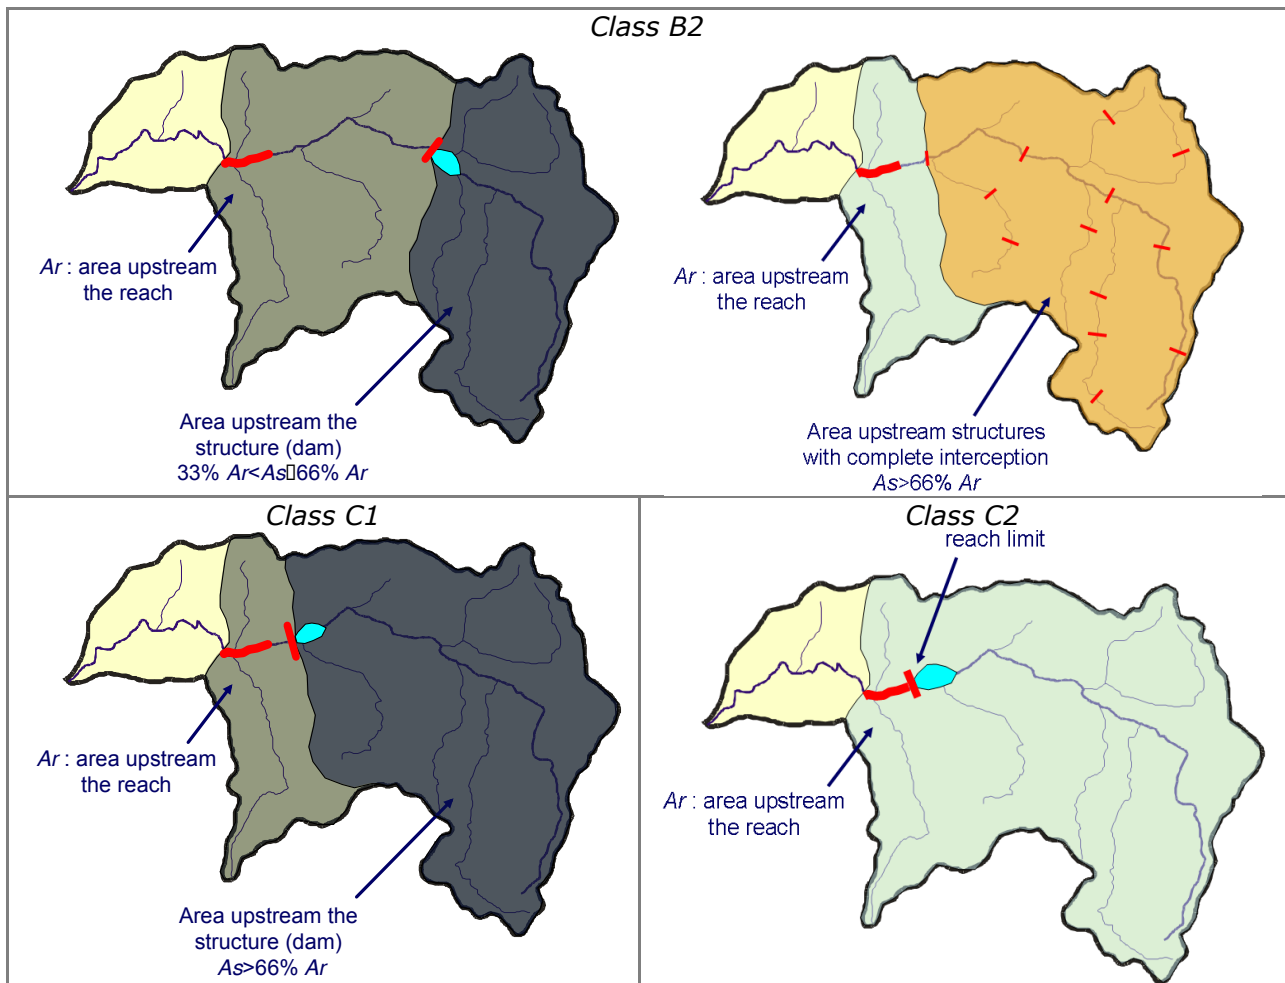 Class B2
Ar : area upstream
the reach
Area upstream the
structure (dam)
33% Ar<As▯66% Ar
Ar : area upstream
the reach
Area upstream structures
with complete interception
As>66% Ar
Class C1
Ar : area upstream
the reach
Area upstream the
structure (dam)
As>66% Ar
Class C2
reach limit
Ar : area upstream
the reach